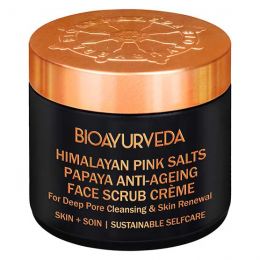 BIOAYURVEDA
HIMALAYAN PINK SALTS
PAPAYA ANTI-AGEING
FACE SCRUB CRÈME
For Deep Pore Cleansing & Skin Renewal
SKIN + SOIN | SUSTAINABLE SELFCARE